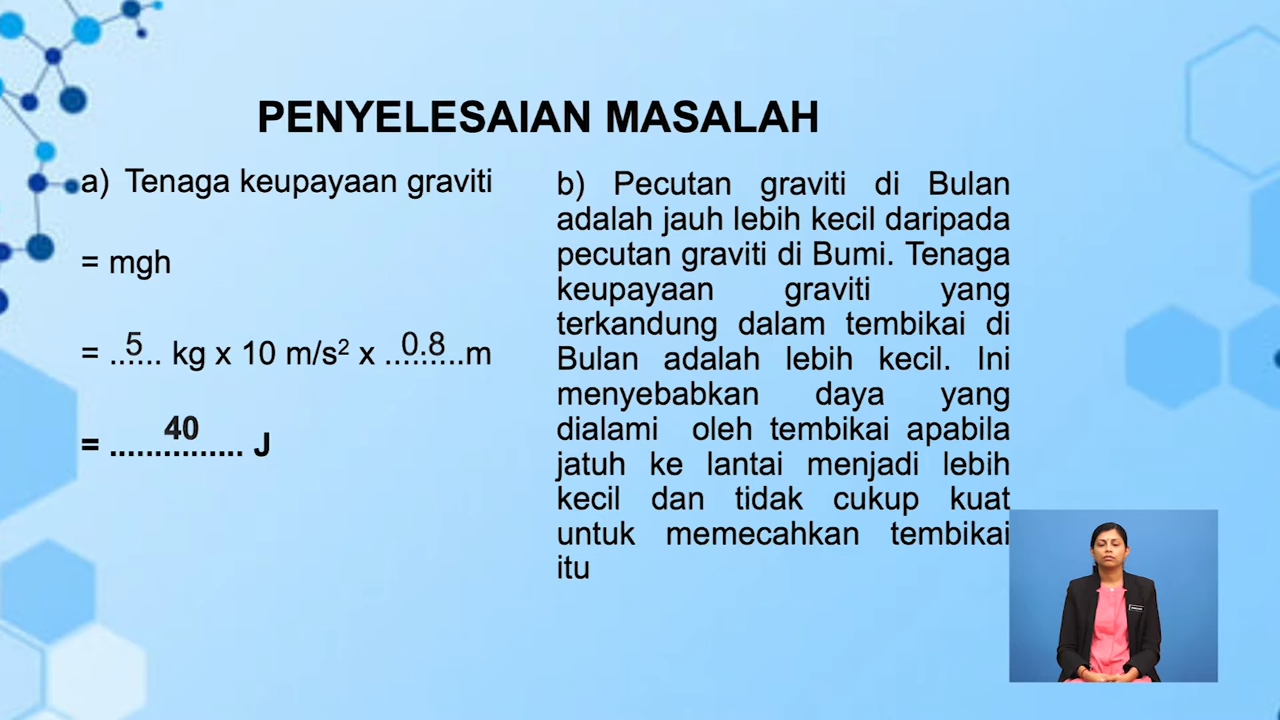 PENYELESAIAN MASALAH
a) Tenaga keupayaan graviti
= mgh
= ..5.... kg x 10 m/s² x ..0.8...m
= ......40......... J
b) Pecutan graviti di Bulan
adalah jauh lebih kecil daripada
pecutan graviti di Bumi. Tenaga
keupayaan graviti yang
terkandung dalam tembikai di
Bulan adalah lebih kecil. Ini
menyebabkan daya yang
dialami oleh tembikai apabila
jatuh ke lantai menjadi lebih
kecil dan tidak cukup kuat
untuk memecahkan tembikai
itu